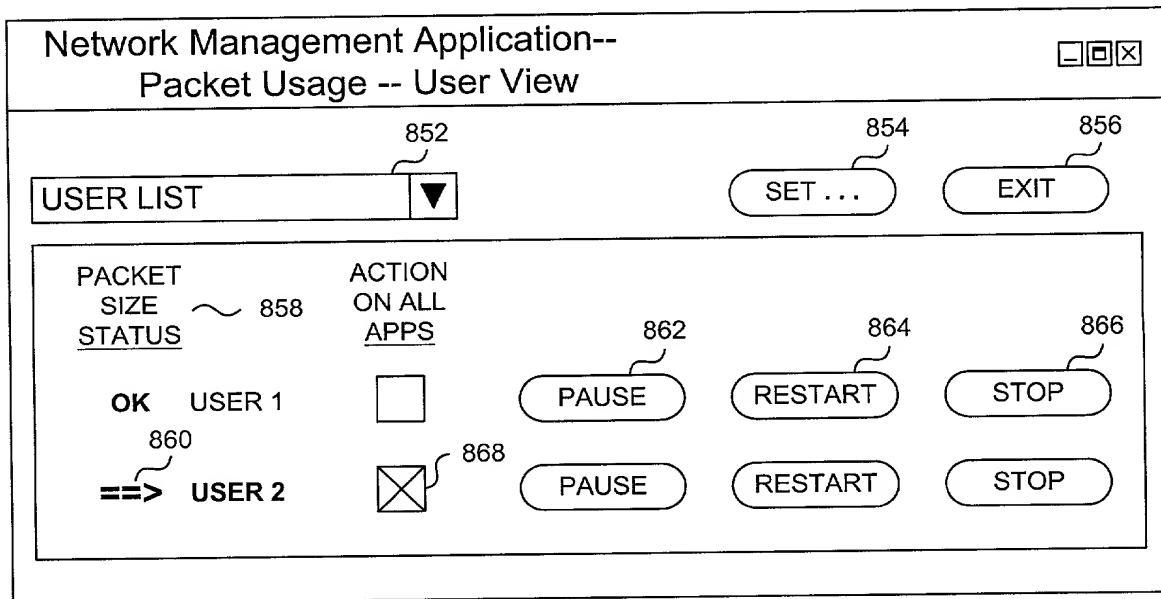 Network Management Application--
Packet Usage -- User View
852
854
856
USER LIST
SET ...
EXIT
PACKET
SIZE
STATUS
858
ACTION
ON ALL
APPS
862
864
866
OK USER 1
PAUSE
RESTART
STOP
860
868
==> USER 2
PAUSE
RESTART
STOP